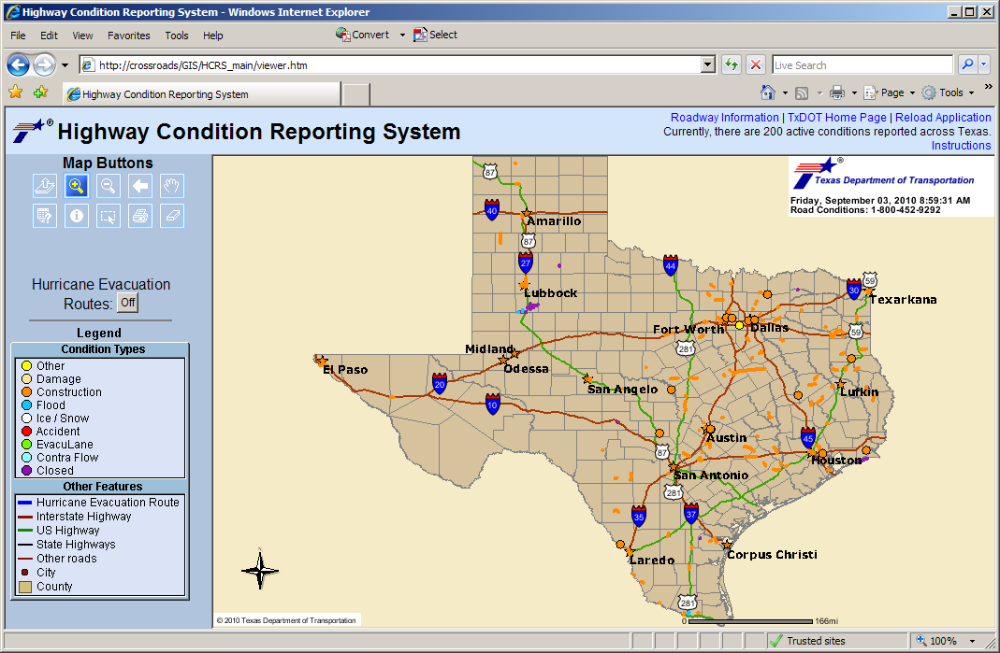 Highway Condition Reporting System - Windows Internet Explorer
File Edit View Favorites Tools Help Convert Select
http://crossroads/GIS/HCRS_main/viewer.htm Live Search
Highway Condition Reporting System Page Tools »
® Highway Condition Reporting System
Roadway Information | TxDOT Home Page | Reload Application
Currently, there are 200 active conditions reported across Texas.
Instructions
Map Buttons
Hurricane Evacuation
Routes: Off
Legend
Condition Types
Other
Damage
Construction
Flood
Ice / Snow
Accident
EvacuLane
Contra Flow
Closed
Other Features
Hurricane Evacuation Route
Interstate Highway
US Highway
State Highways
Other roads
City
County
®
Texas Department of Transportation
Friday, September 03, 2010 8:59:31 AM
Road Conditions: 1-800-452-9292
87
40
Amarillo
87
27
44
Lubbock
30
59
Texarkana
Fort Worth
Dallas
59
Midland
281
Odessa
El Paso
20
San Angelo
10
Lufkin
Austin
45
87
Houston
San Antonio
281
35
37
Laredo
Corpus Christi
281
© 2010 Texas Department of Transportation
0 166mi
Trusted sites 100%